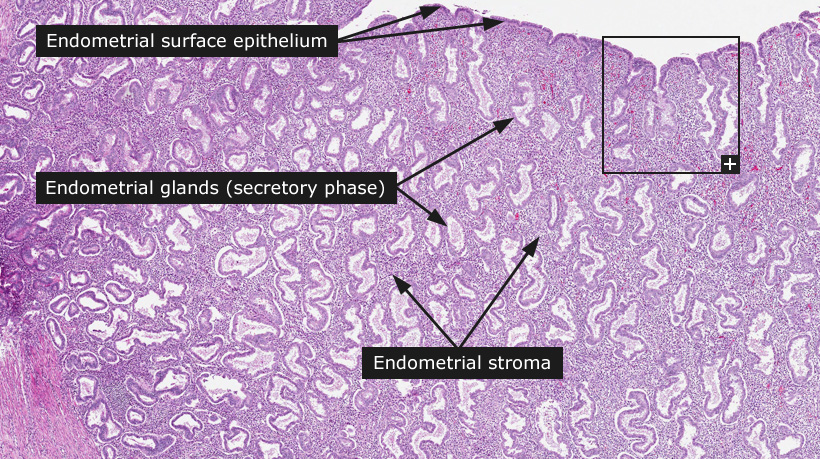 Endometrial surface epithelium
Endometrial glands (secretory phase)
Endometrial stroma